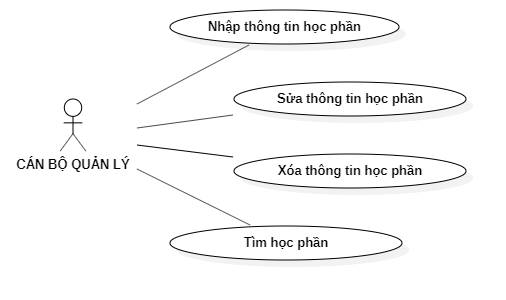 Nhập thông tin học phần
Sửa thông tin học phần
CÁN BỘ QUẢN LÝ
Xóa thông tin học phần
Tìm học phần